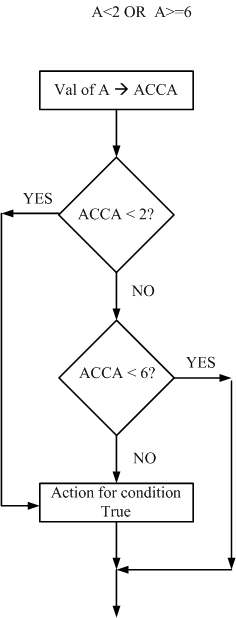 A<2 OR A>=6
Val of A → ACCA
YES
ACCA < 2?
NO
ACCA < 6?
YES
NO
Action for condition
True